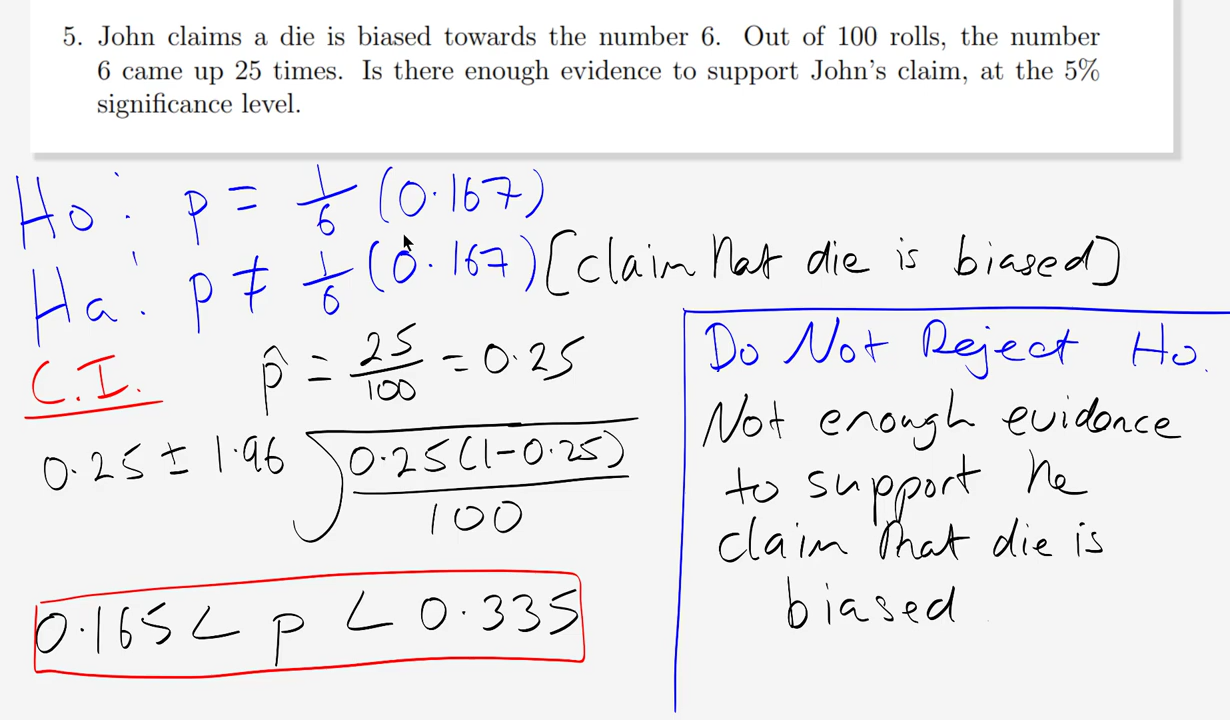 5. John claims a die is biased towards the number 6. Out of 100 rolls, the number
6 came up 25 times. Is there enough evidence to support John's claim, at the 5%
significance level.
Ho: p = 1/6 (0.167)
Ha: p ≠ 1/6 (0.167) (claim that die is biased)
C.I.
p̂ = 25/100 = 0.25
0.25 ± 1.96 √(0.25(1-0.25)/100)
0.165 < p < 0.335
Do Not Reject Ho.
Not enough evidence
to support the
claim that die is
biased